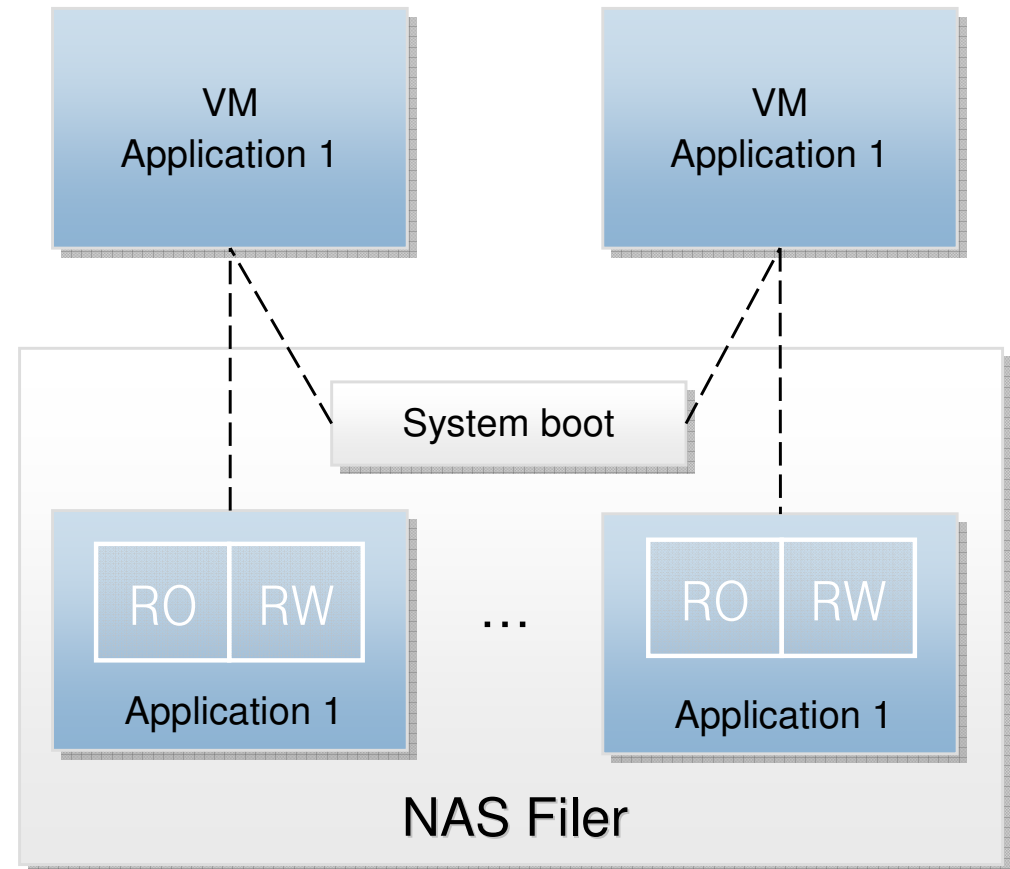 VM
Application 1
VM
Application 1
System boot
RO RW
Application 1
...
RO RW
Application 1
NAS Filer